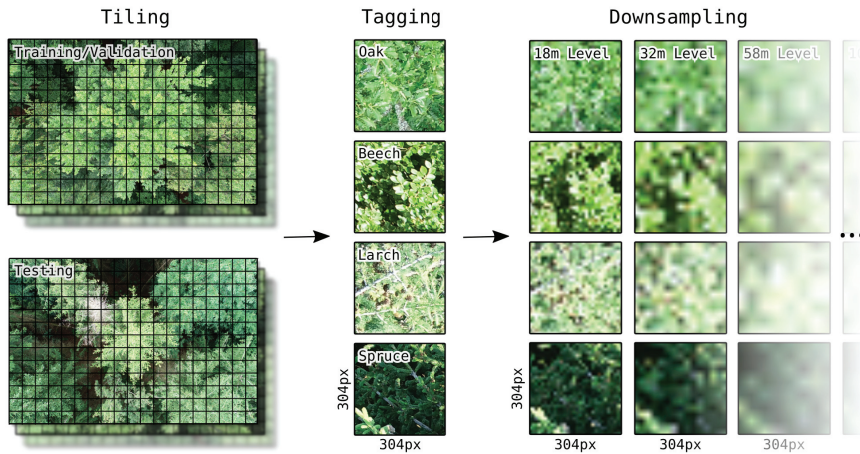 Tiling
Tagging
Downsampling
Training/Validation
Oak
18m Level
32m Level
58m Level
Beech
...
Larch
Testing
Spruce
304px
304px
304px
304px
304px
304px